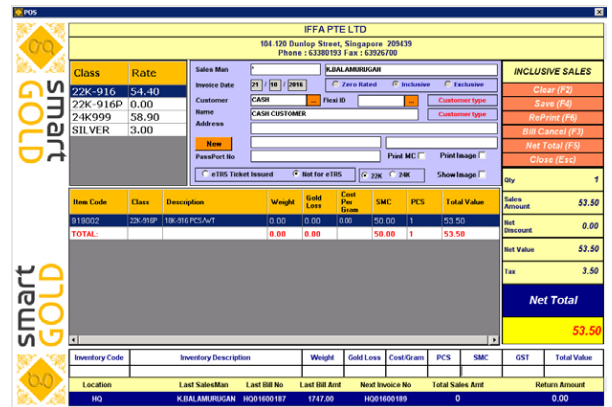 POS
IFFA PTE LTD
104-120 Dunlop Street, Singapore 209439
Phone : 63380193 Fax : 63926700
smart GOLD
Class Rate
22K-916 54.40
22K-916P 0.00
24K999 58.90
SILVER 3.00
Sales Man * K.BALAMURUGAN
Invoice Date 21 / 10 / 2016 Zero Rated Inclusive Exclusive
Customer CASH ... Flexi ID ... Customer type
Name CASH CUSTOMER Customer type
Address
New
PassPort No Print MC Print Image
eTRS Ticket Issued Not for eTRS 22K 24K Show Image
INCLUSIVE SALES
Clear (F2)
Save (F4)
RePrint (F6)
Bill Cancel (F3)
Net Total (F5)
Close (Esc)
Qty 1
Sales Amount 53.50
Net Discount 0.00
Net Value 53.50
Tax 3.50
Net Total
53.50
Item Code Class Description Weight Gold Loss Cost Per Gram SMC PCS Total Value
918002 22K-916P 18K-916 PCS/WT 0.00 0.00 0.00 50.00 1 53.50
TOTAL: 0.00 0.00 50.00 1 53.50
smart GOLD
Inventory Code Inventory Description Weight Gold Loss Cost/Gram PCS SMC GST Total Value
Location Last SalesMan Last Bill No Last Bill Amt Next Invoice No Total Sales Amt Return Amount
HQ K.BALAMURUGAN HQ01600187 1747.00 HQ01600189 0 0.00